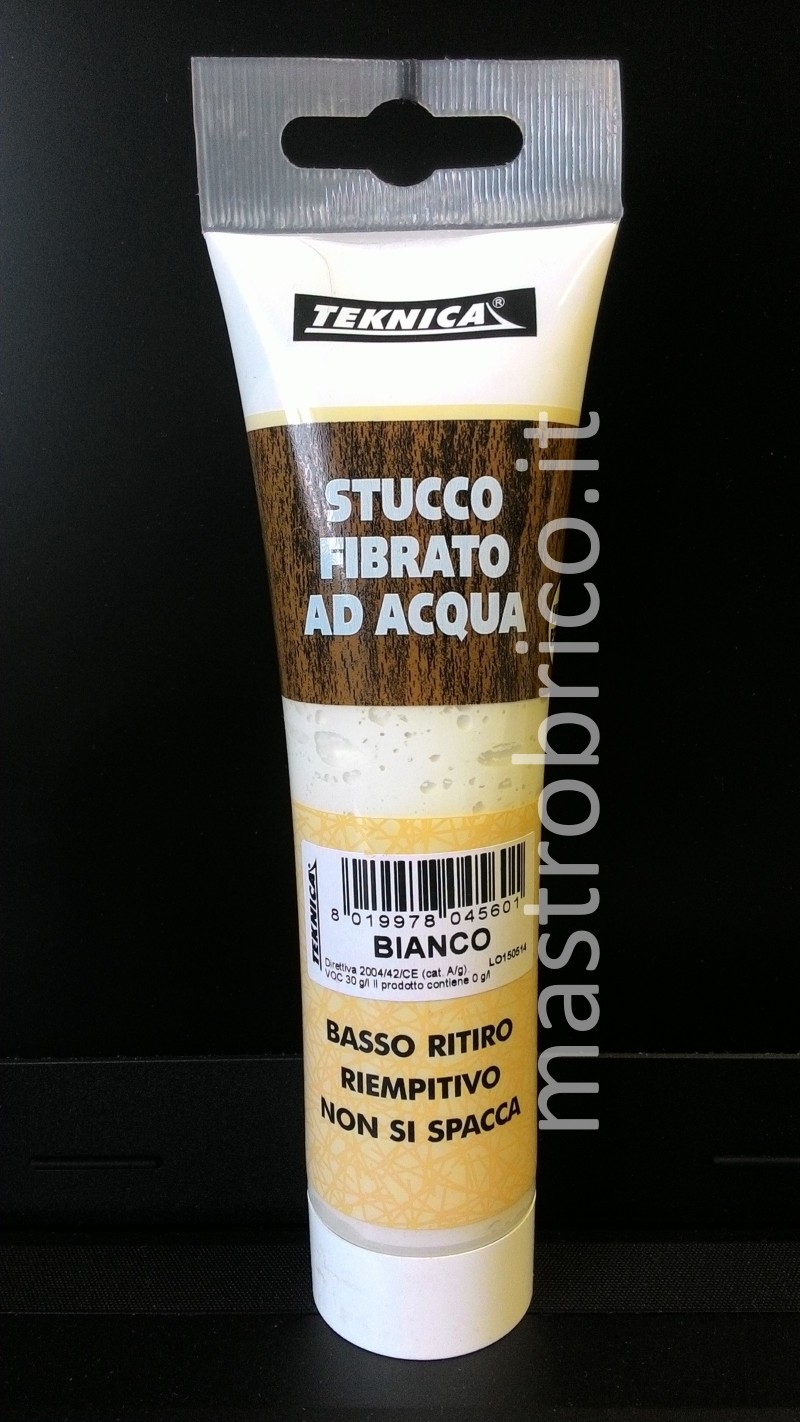 TEKNICA®
STUCCO
FIBRATO
AD ACQUA
TEKNICA
8 019978 045601
BIANCO
Direttiva 2004/42/CE (cat. A/g).
LO150514
VOC 30 g/l Il prodotto contiene 0 g/l
BASSO RITIRO
RIEMPITIVO
NON SI SPACCA
mastrobrico.it